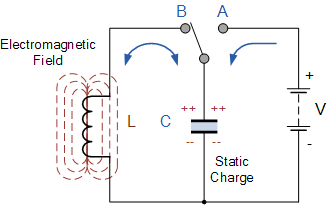 B
A
Electromagnetic
Field
+
++
++
L
C
V
--
--
-
Static
Charge